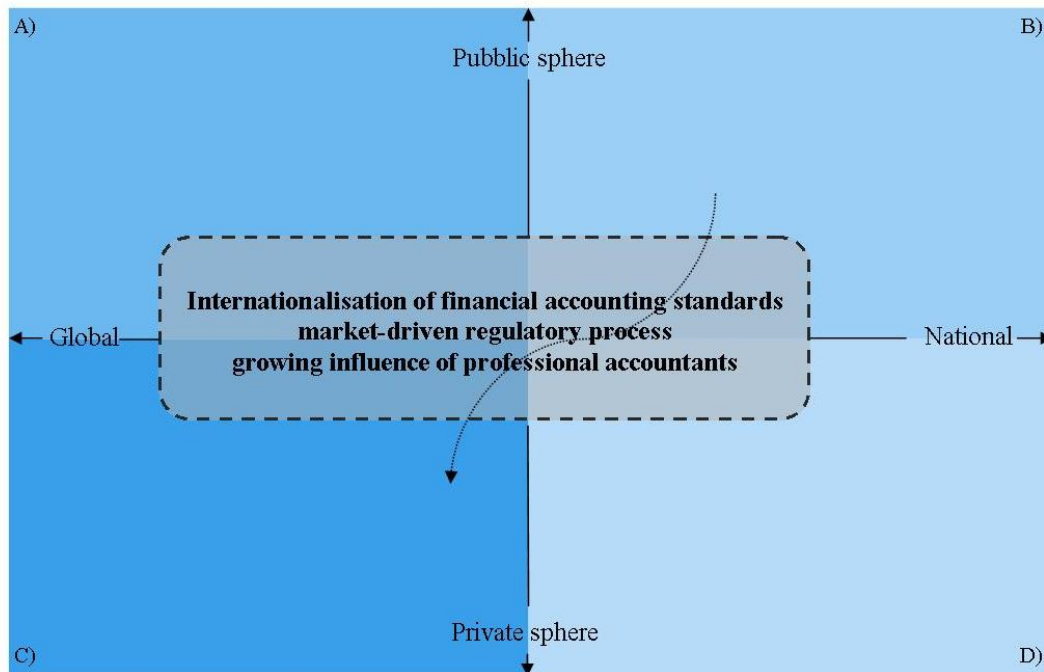 A)
B)
Pubblic sphere
Internationalisation of financial accounting standards
market-driven regulatory process
growing influence of professional accountants
Global
National
Private sphere
C)
D)